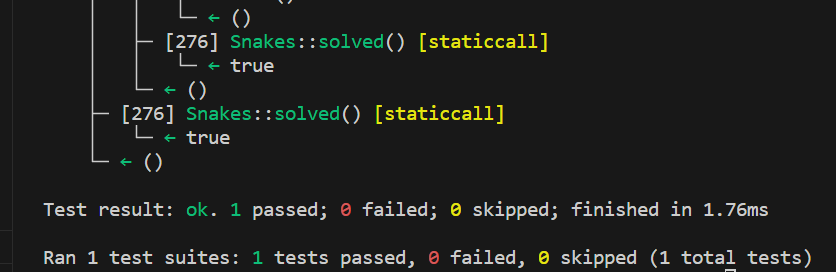 ← ()
[276] Snakes::solved() [staticcall]
← true
← ()
[276] Snakes::solved() [staticcall]
← true
← ()
Test result: ok. 1 passed; 0 failed; 0 skipped; finished in 1.76ms
Ran 1 test suites: 1 tests passed, 0 failed, 0 skipped (1 total tests)